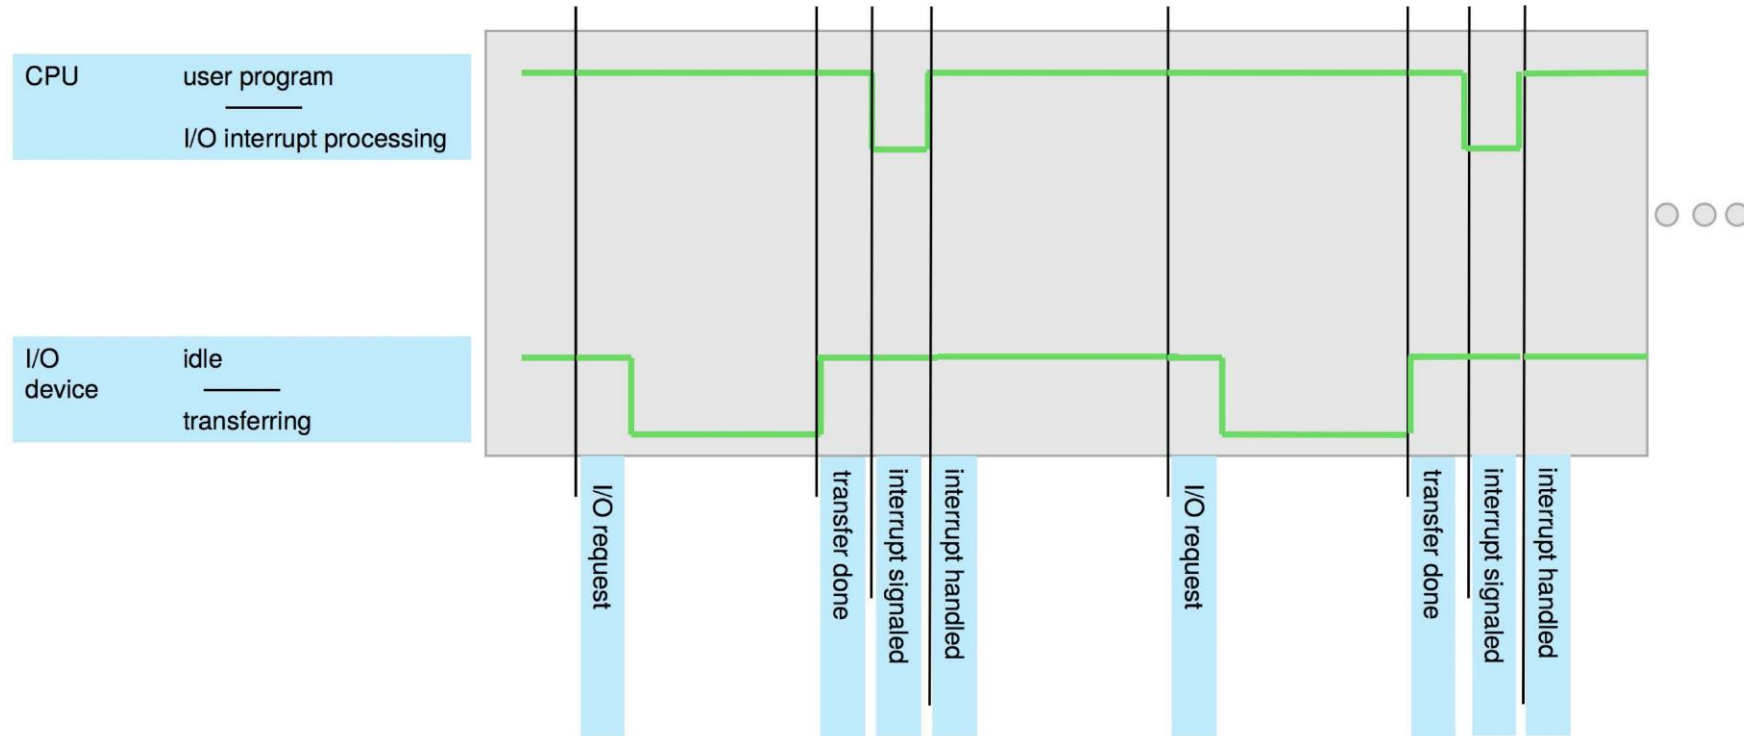 CPU
user program
I/O interrupt processing
I/O
device
idle
transferring
I/O request
transfer done
interrupt signaled
interrupt handled
I/O request
transfer done
interrupt signaled
interrupt handled